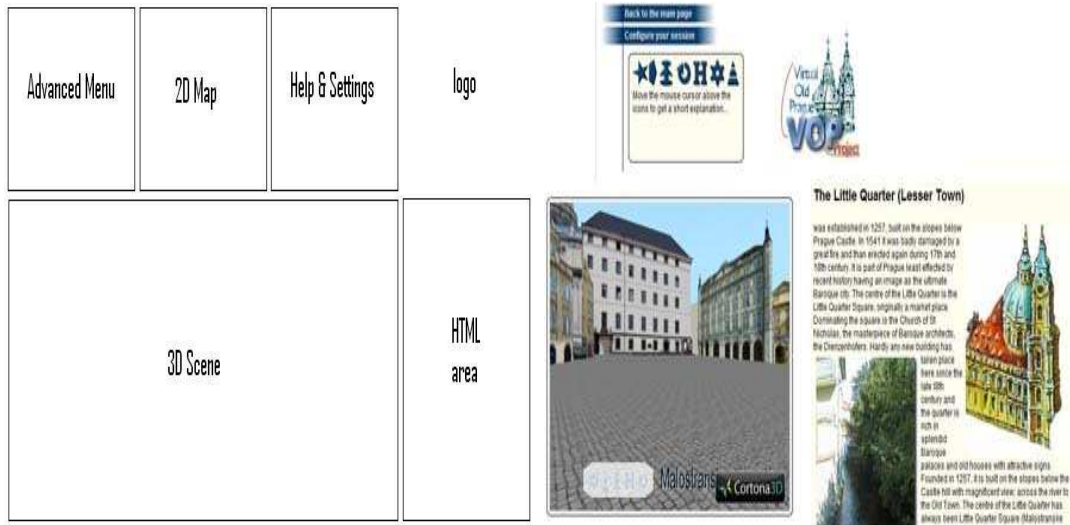 Advanced Menu
2D Map
Help & Settings
logo
3D Scene
HTML
area
Back to the main page
Configure your session
Move the mouse cursor above the
icons to get a short explanation...
Virtual
Old
Prague
VOP
Project
Malostrans
Cortona3D
The Little Quarter (Lesser Town)
was established in 1257, built on the slopes below
Prague Castle. In 1541 it was badly damaged by a
great fire and than erected again during 17th and
18th century. It is part of Prague least effected by
recent history having an image as the ultimate
Baroque city. The centre of the Little Quarter is the
Little Quarter Square, originally a market place.
Dominating the square is the Church of St.
Nicholas, the masterpiece of Baroque architects,
the Dienzenhofers. Hardly any new building has
taken place
here since the
late 18th
century and
the quarter is
rich in
splendid
Baroque
palaces and old houses with attractive signs.
Founded in 1257, it is built on the slopes below the
Castle hill with magnificent view across the river to
the Old Town. The centre of the Little Quarter has
always been Little Quarter Square (Malostranske